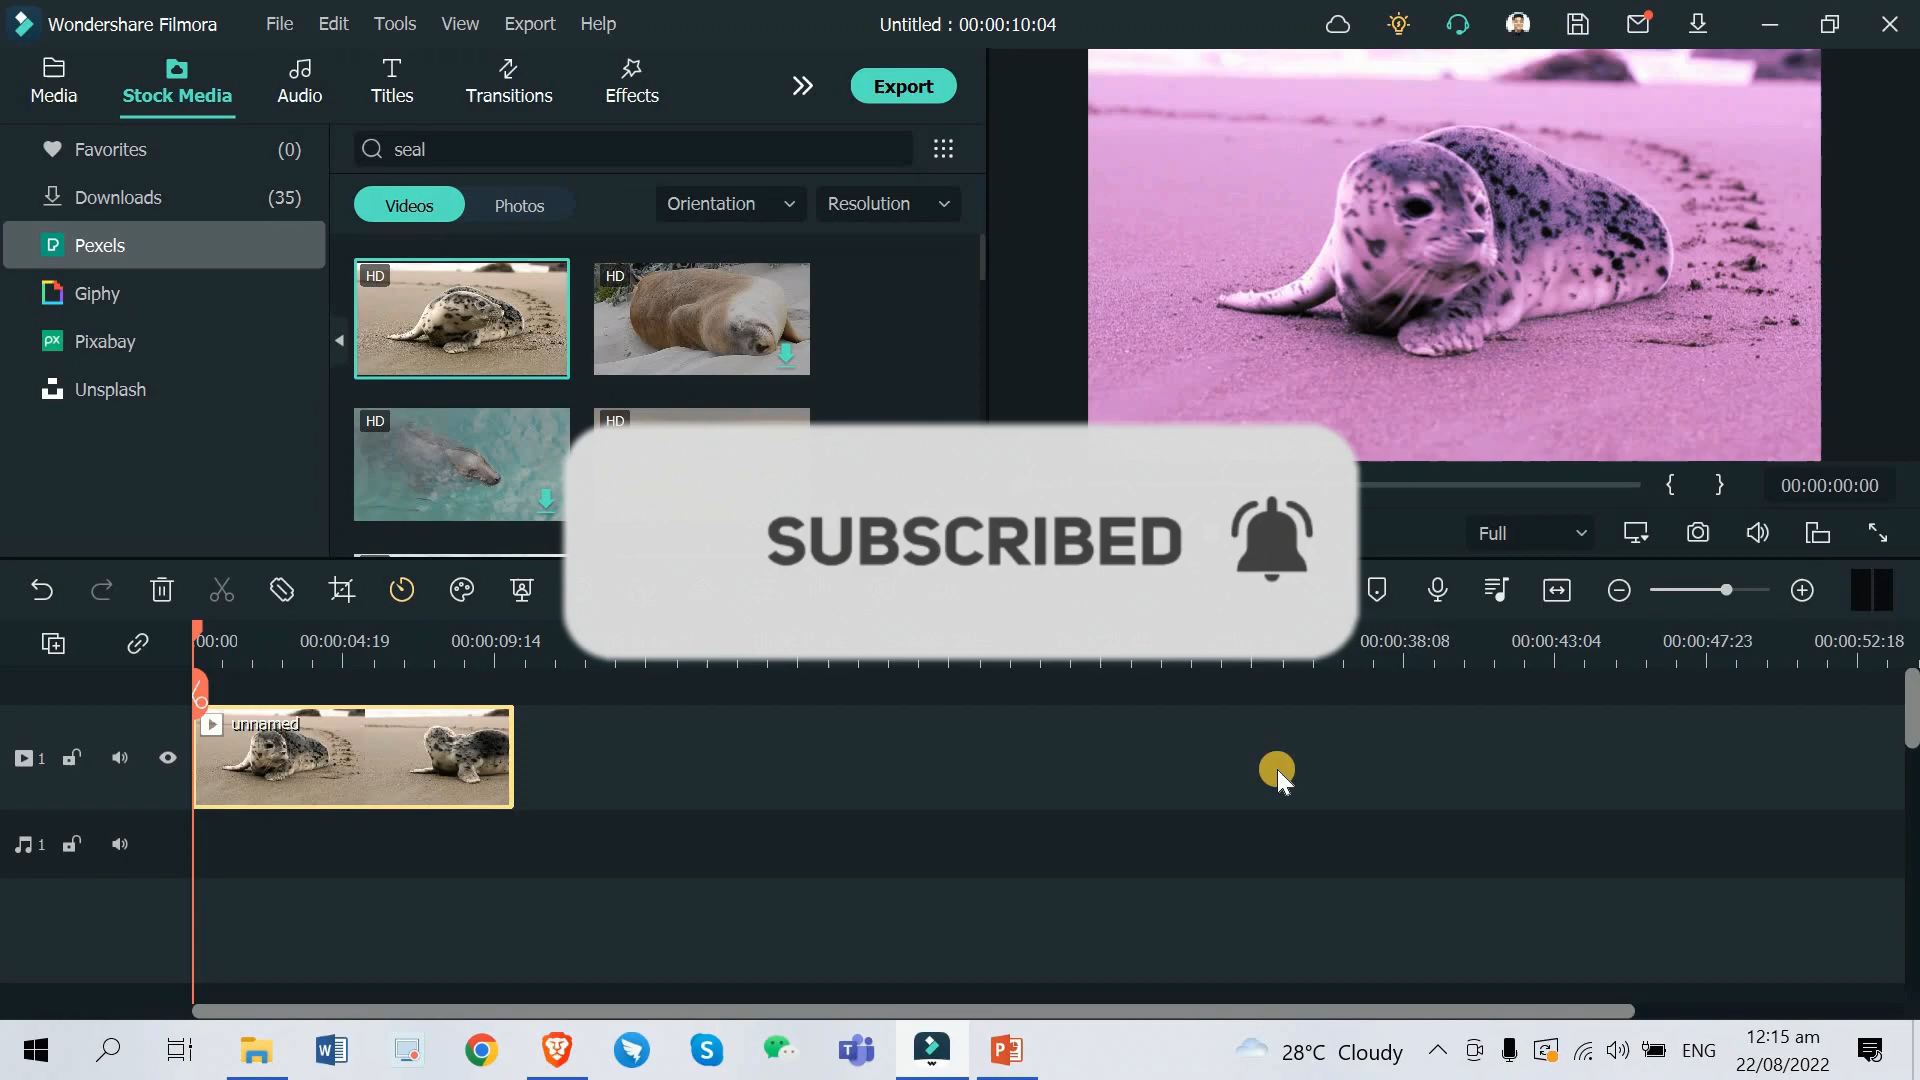 Wondershare Filmora File Edit Tools View Export Help Untitled : 00:00:10:04
Media Stock Media Audio Titles Transitions Effects Export
Favorites (0)
Downloads (35)
Pexels
Giphy
Pixabay
Unsplash
seal
Videos Photos Orientation Resolution
HD HD
HD HD
SUBSCRIBED
{ } 00:00:00:00
Full
:00:00 00:00:04:19 00:00:09:14 00:00:38:08 00:00:43:04 00:00:47:23 00:00:52:18
unnamed
1
1
28°C Cloudy ENG 12:15 am
22/08/2022